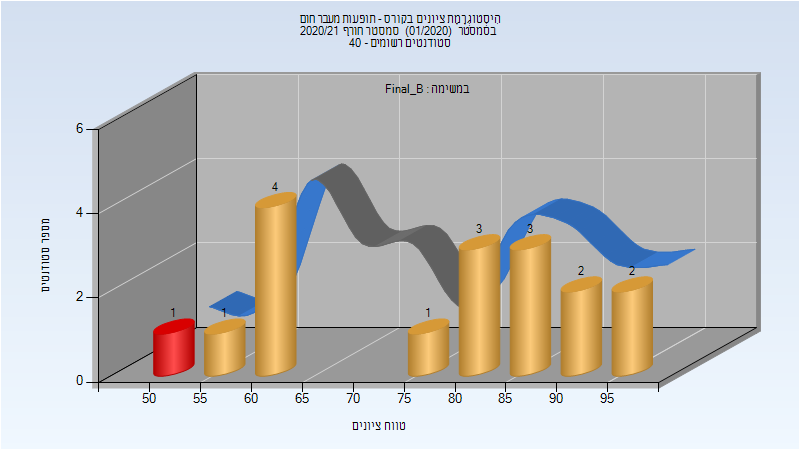 היסטוגרמת ציונים בקורס - תופעות מעבר חום
בסמסטר (01/2020) סמסטר חורף 2020/21
סטודנטים רשומים - 40
במשימה : Final_B
מספר סטודנטים
6
4
2
0
1
1
4
1
3
3
2
2
50 55 60 65 70 75 80 85 90 95
טווח ציונים